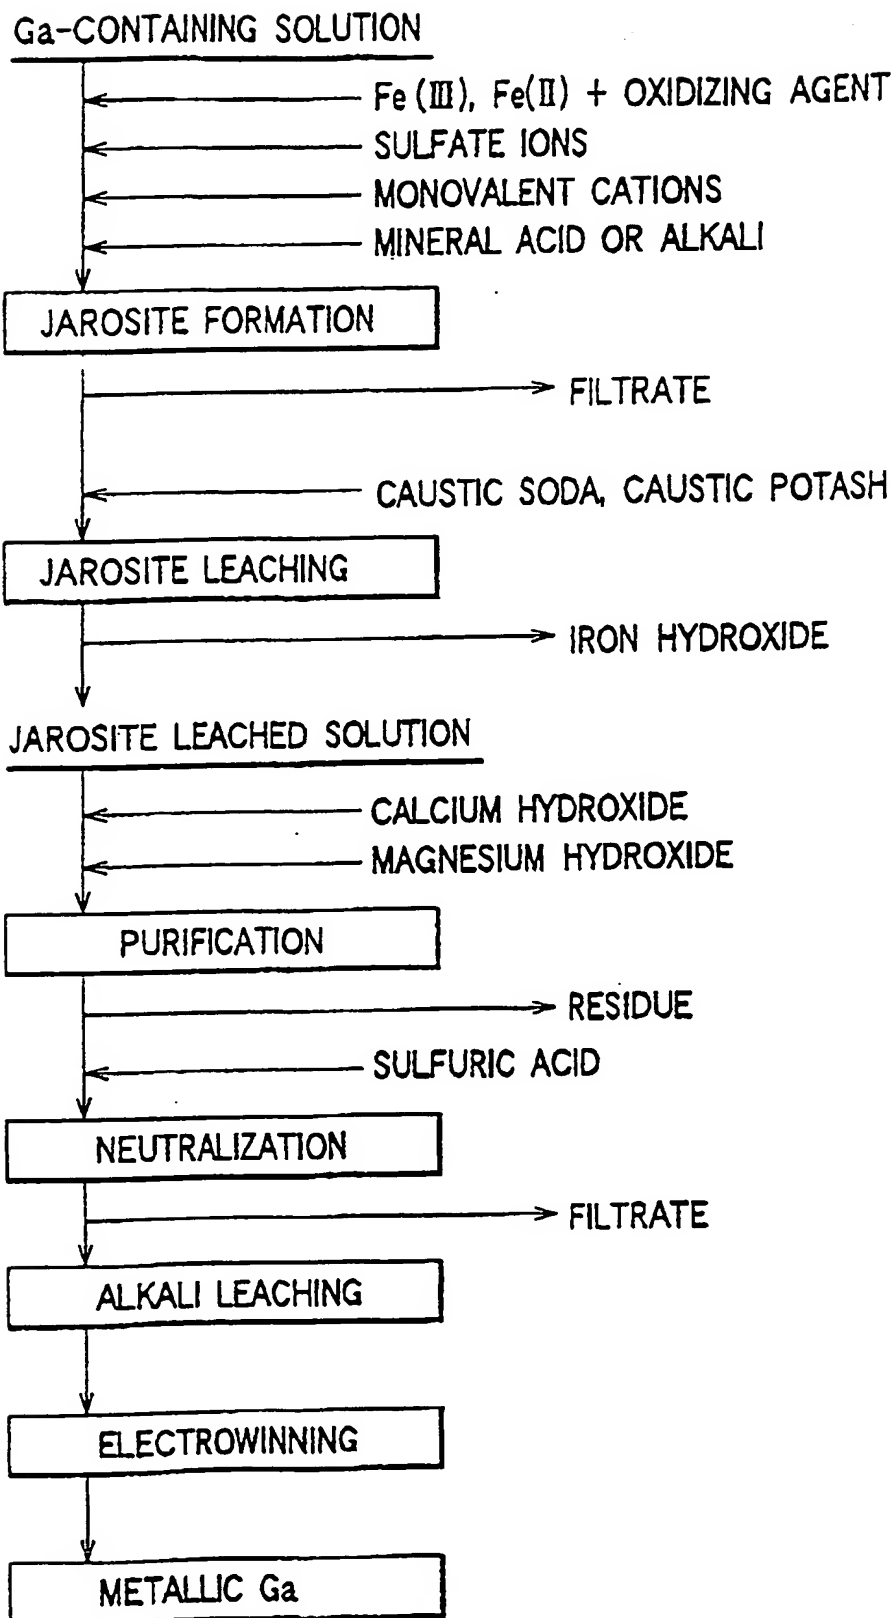 Ga-CONTAINING SOLUTION
Fe(III), Fe(II) + OXIDIZING AGENT
SULFATE IONS
MONOVALENT CATIONS
MINERAL ACID OR ALKALI
JAROSITE FORMATION
FILTRATE
CAUSTIC SODA, CAUSTIC POTASH
JAROSITE LEACHING
IRON HYDROXIDE
JAROSITE LEACHED SOLUTION
CALCIUM HYDROXIDE
MAGNESIUM HYDROXIDE
PURIFICATION
RESIDUE
SULFURIC ACID
NEUTRALIZATION
FILTRATE
ALKALI LEACHING
ELECTROWINNING
METALLIC Ga